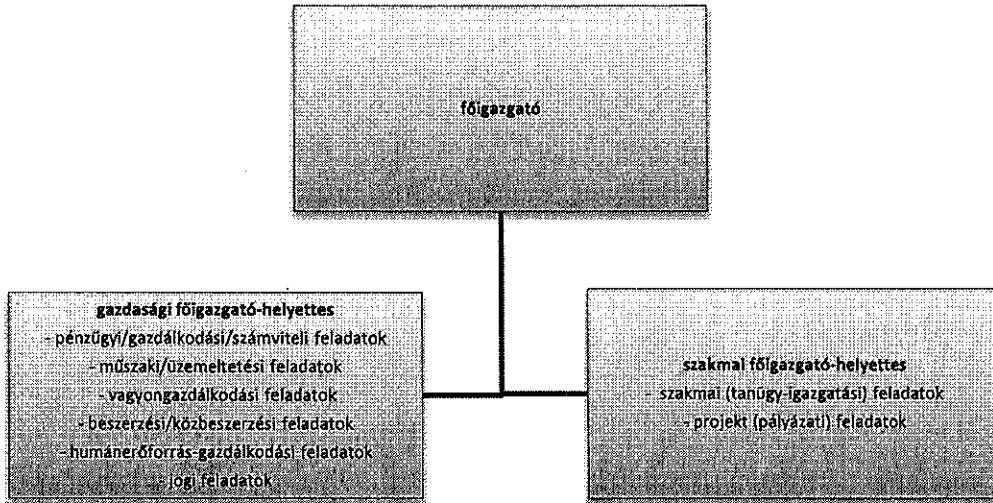 főigazgató
gazdasági főigazgató-helyettes
- pénzügyi/gazdálkodási/számviteli feladatok
- műszaki/üzemeltetési feladatok
- vagyongazdálkodási feladatok
- beszerzési/közbeszerzési feladatok
- humánerőforrás-gazdálkodási feladatok
- jogi feladatok
szakmai főigazgató-helyettes
- szakmai (tanügy-igazgatási) feladatok
- projekt (pályázati) feladatok